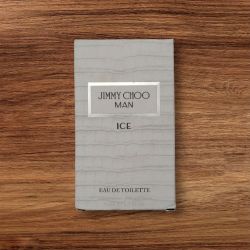 JIMMY CHOO
MAN
ICE
EAU DE TOILETTE